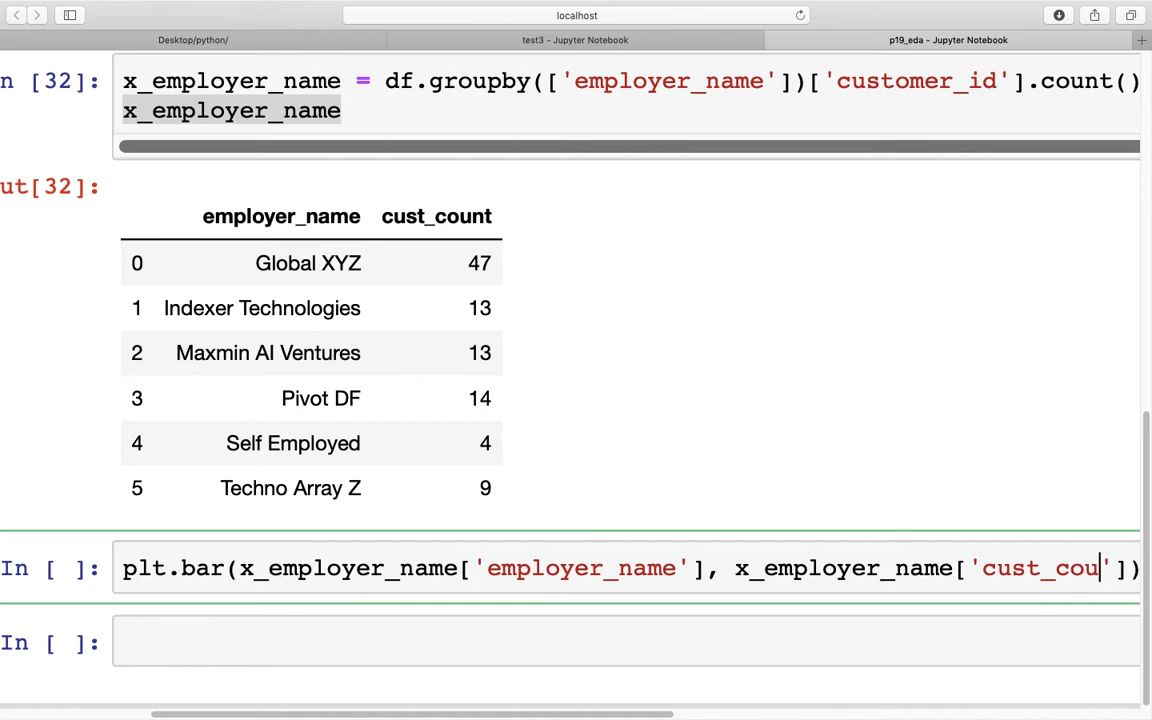 localhost
Desktop/python/ test3 - Jupyter Notebook p19_eda - Jupyter Notebook
n [32]: x_employer_name = df.groupby(['employer_name'])['customer_id'].count()
x_employer_name
ut[32]:
employer_name cust_count
0 Global XYZ 47
1 Indexer Technologies 13
2 Maxmin AI Ventures 13
3 Pivot DF 14
4 Self Employed 4
5 Techno Array Z 9
In [ ]: plt.bar(x_employer_name['employer_name'], x_employer_name['cust_cou'])
In [ ]: